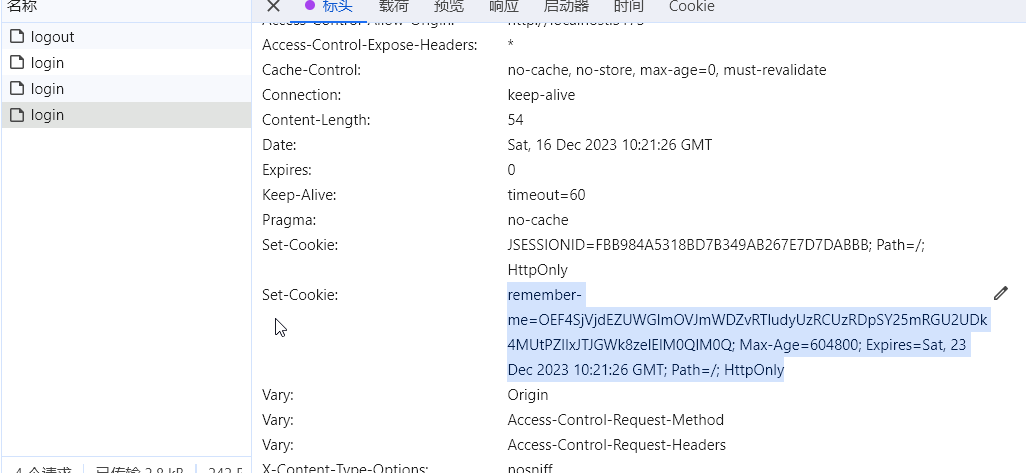 名称
标头 载荷 预览 响应 启动器 时间 Cookie
logout
login
login
login
Access-Control-Allow-Origin:
Access-Control-Expose-Headers: *
Cache-Control: no-cache, no-store, max-age=0, must-revalidate
Connection: keep-alive
Content-Length: 54
Date: Sat, 16 Dec 2023 10:21:26 GMT
Expires: 0
Keep-Alive: timeout=60
Pragma: no-cache
Set-Cookie: JSESSIONID=FBB984A5318BD7B349AB267E7D7DABBB; Path=/;
HttpOnly
Set-Cookie: remember-
me=OEF4SjVjdEZUWGlmOVJmWDZvRTludyUzRCUzRDpSY25mRGU2UDk
4MUtPZllxJTJGWk8zelElM0QlM0Q; Max-Age=604800; Expires=Sat, 23
Dec 2023 10:21:26 GMT; Path=/; HttpOnly
Vary: Origin
Vary: Access-Control-Request-Method
Vary: Access-Control-Request-Headers
X-Content-Type-Options: nosniff
4 个请求 已传输 2.8 kB